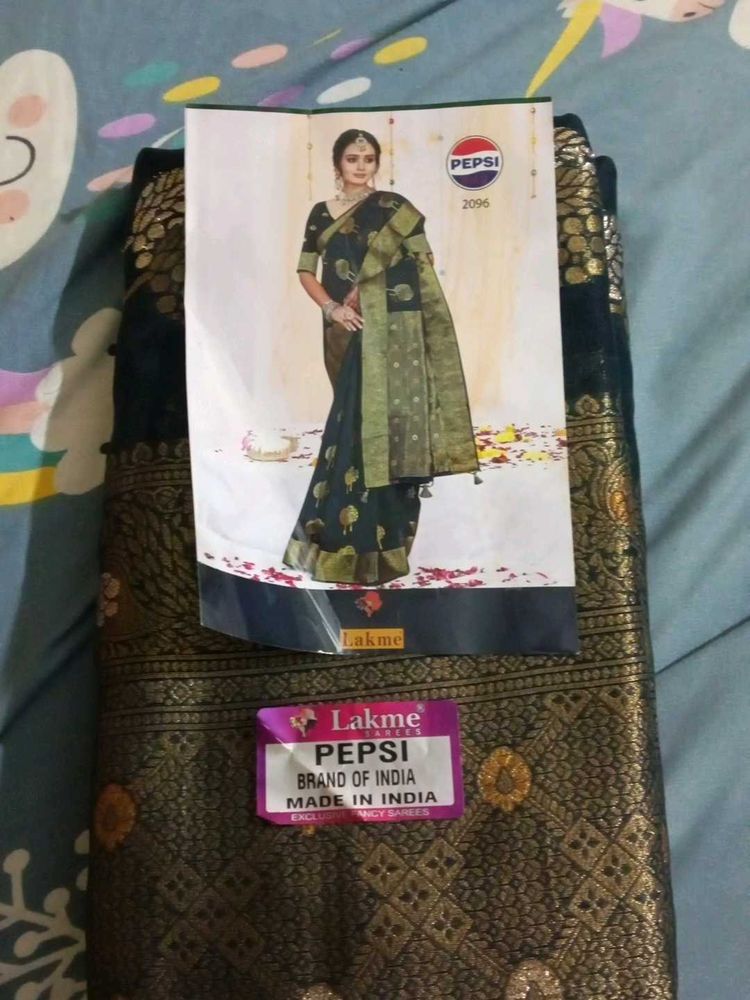 PEPSI
2096
Lakme
Lakme®
SAREES
PEPSI
BRAND OF INDIA
MADE IN INDIA
EXCLUSIVE FANCY SAREES